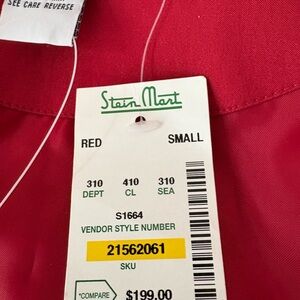 SEE CARE REVERSE
Stein Mart
RED SMALL
310 410 310
DEPT CL SEA
S1664
VENDOR STYLE NUMBER
21562061
SKU
"COMPARE $199.00